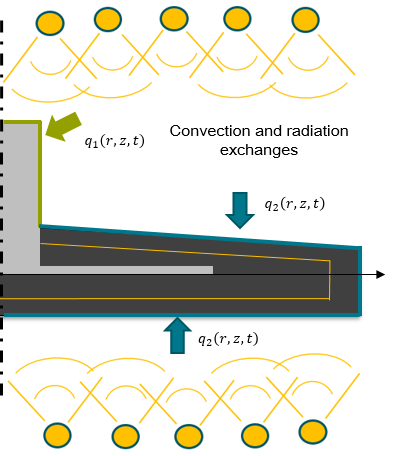 q₁(r, z, t)
Convection and radiation
exchanges
q₂(r, z, t)
q₂(r, z, t)